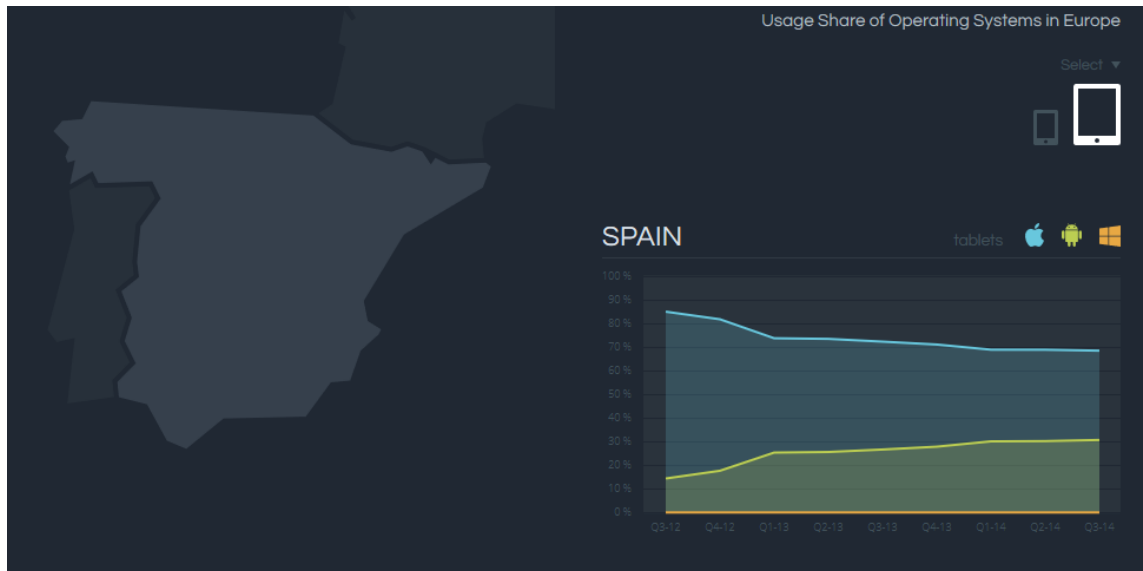 Usage Share of Operating Systems in Europe
Select ▼
SPAIN
tablets
100 %
90 %
80 %
70 %
60 %
50 %
40 %
30 %
20 %
10 %
0 %
Q3-12 Q4-12 Q1-13 Q2-13 Q3-13 Q4-13 Q1-14 Q2-14 Q3-14